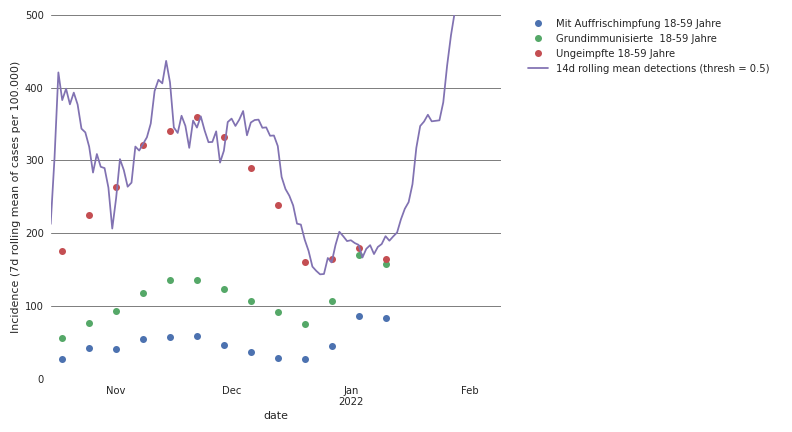 500
400
300
200
100
0
Incidence (7d rolling mean of cases per 100.000)
Nov
Dec
Jan
2022
Feb
date
Mit Auffrischimpfung 18-59 Jahre
Grundimmunisierte  18-59 Jahre
Ungeimpfte 18-59 Jahre
14d rolling mean detections (thresh = 0.5)